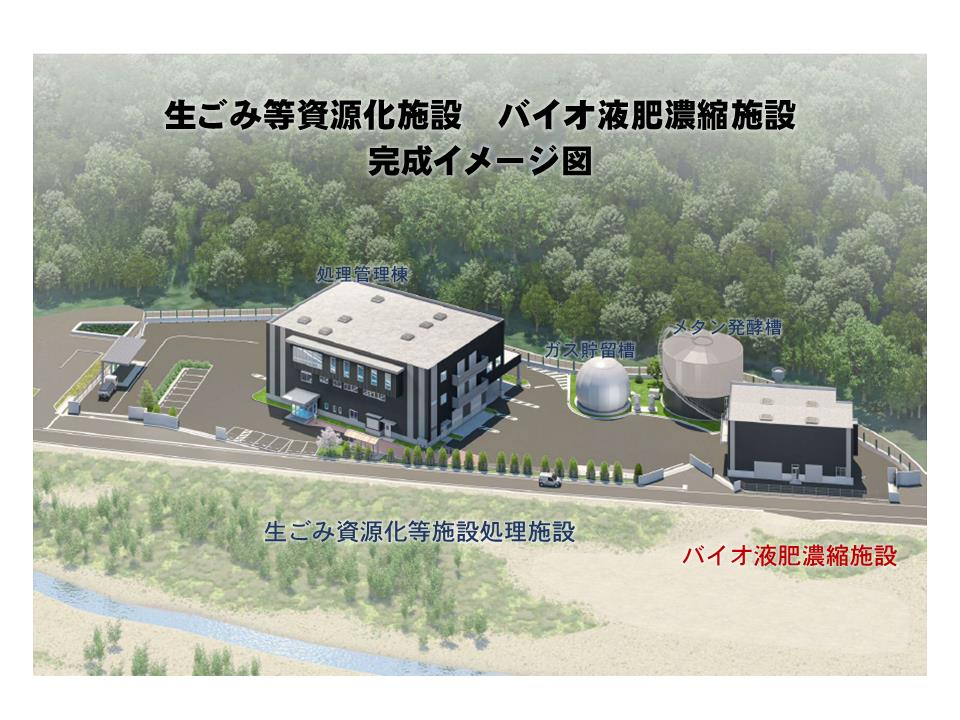 生ごみ等資源化施設　バイオ液肥濃縮施設
完成イメージ図
処理管理棟
メタン発酵槽
ガス貯留槽
生ごみ資源化等施設処理施設
バイオ液肥濃縮施設